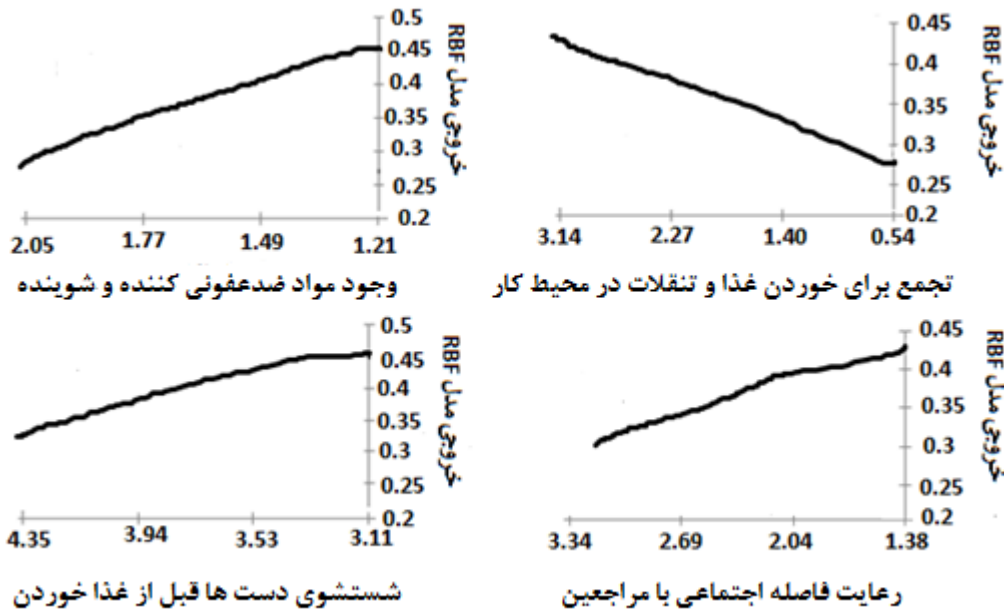 0.5
0.45
0.4
0.35
0.3
0.25
0.2
2.05 1.77 1.49 1.21
خروجی مدل RBF
وجود مواد ضدعفونی کننده و شوینده
0.45
0.4
0.35
0.3
0.25
0.2
3.14 2.27 1.40 0.54
خروجی مدل RBF
تجمع برای خوردن غذا و تنقلات در محیط کار
0.5
0.45
0.4
0.35
0.3
0.25
0.2
4.35 3.94 3.53 3.11
خروجی مدل RBF
شستشوی دست ها قبل از غذا خوردن
0.45
0.4
0.35
0.3
0.25
0.2
3.34 2.69 2.04 1.38
خروجی مدل RBF
رعایت فاصله اجتماعی با مراجعین